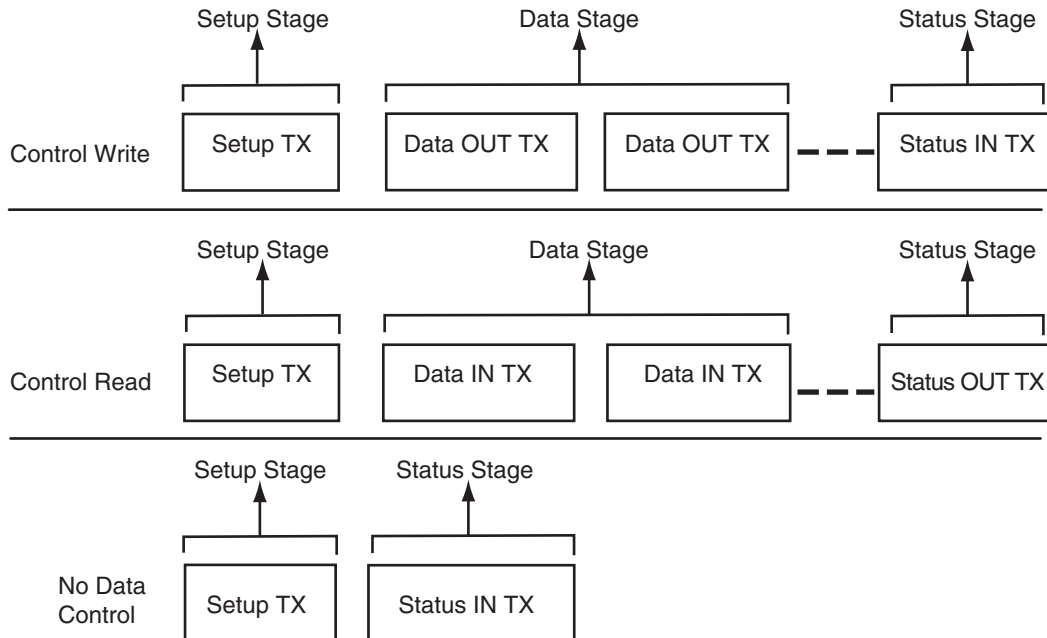 Setup Stage Data Stage Status Stage
Control Write Setup TX Data OUT TX Data OUT TX Status IN TX
Setup Stage Data Stage Status Stage
Control Read Setup TX Data IN TX Data IN TX Status OUT TX
Setup Stage Status Stage
No Data
Control Setup TX Status IN TX